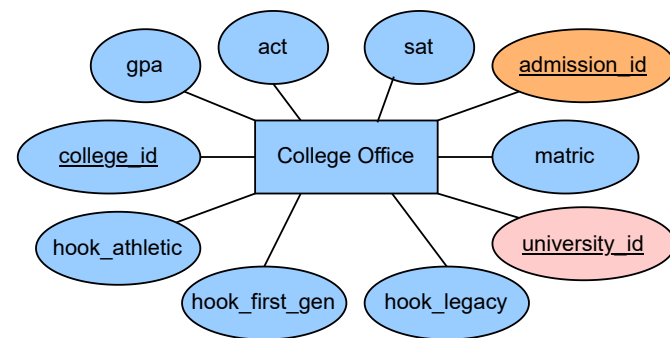 act
sat
gpa
admission_id
college_id
College Office
matric
hook_athletic
university_id
hook_first_gen
hook_legacy